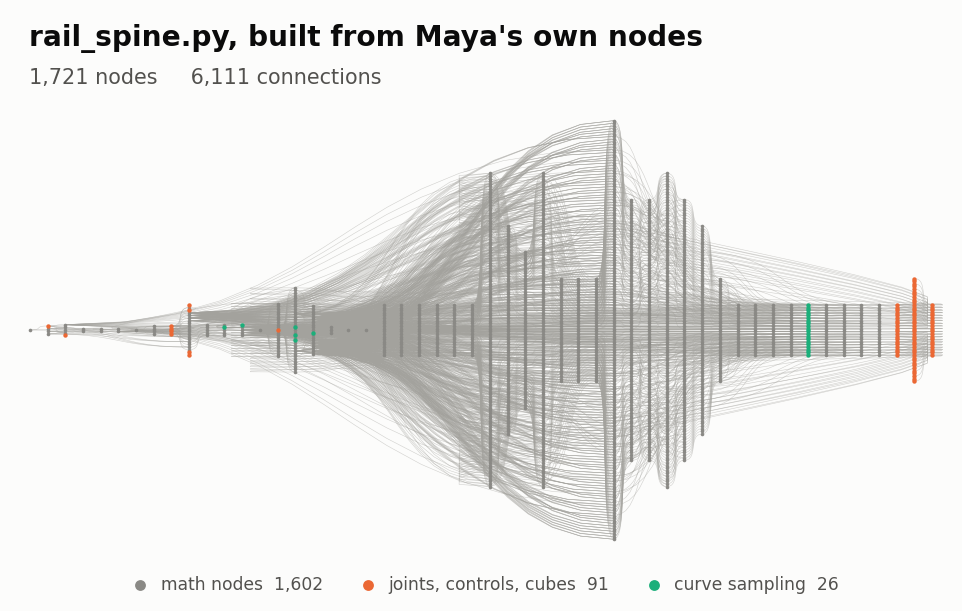 rail_spine.py, built from Maya's own nodes
1,721 nodes 6,111 connections
math nodes 1,602 joints, controls, cubes 91 curve sampling 26